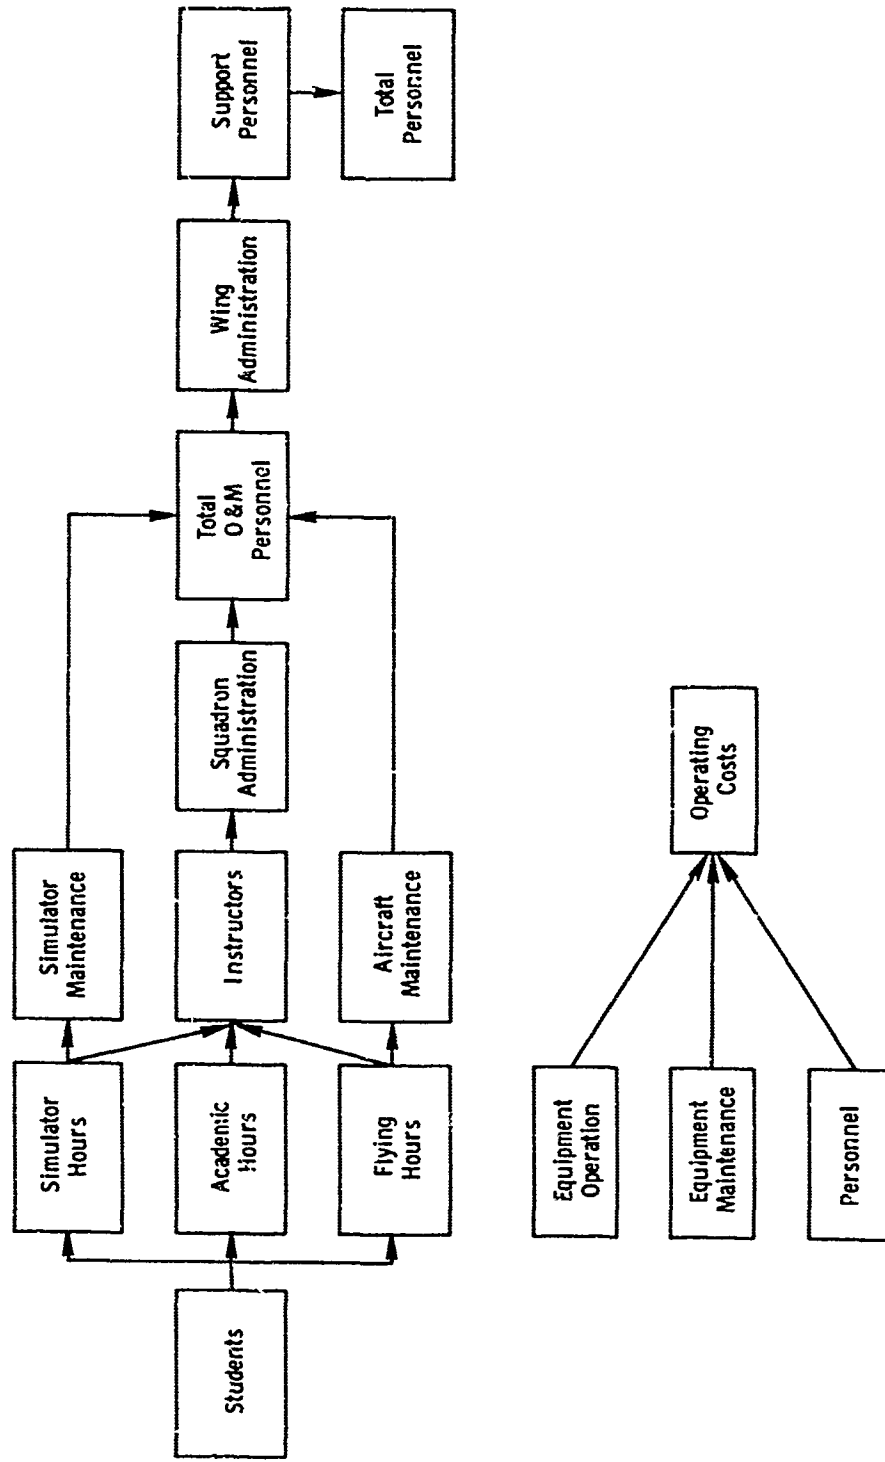 Students
Simulator
Hours
Academic
Hours
Flying
Hours
Simulator
Maintenance
Instructors
Aircraft
Maintenance
Squadron
Administration
Total
O & M
Personnel
Wing
Administration
Support
Personnel
Total
Personnel
Equipment
Operation
Equipment
Maintenance
Personnel
Operating
Costs